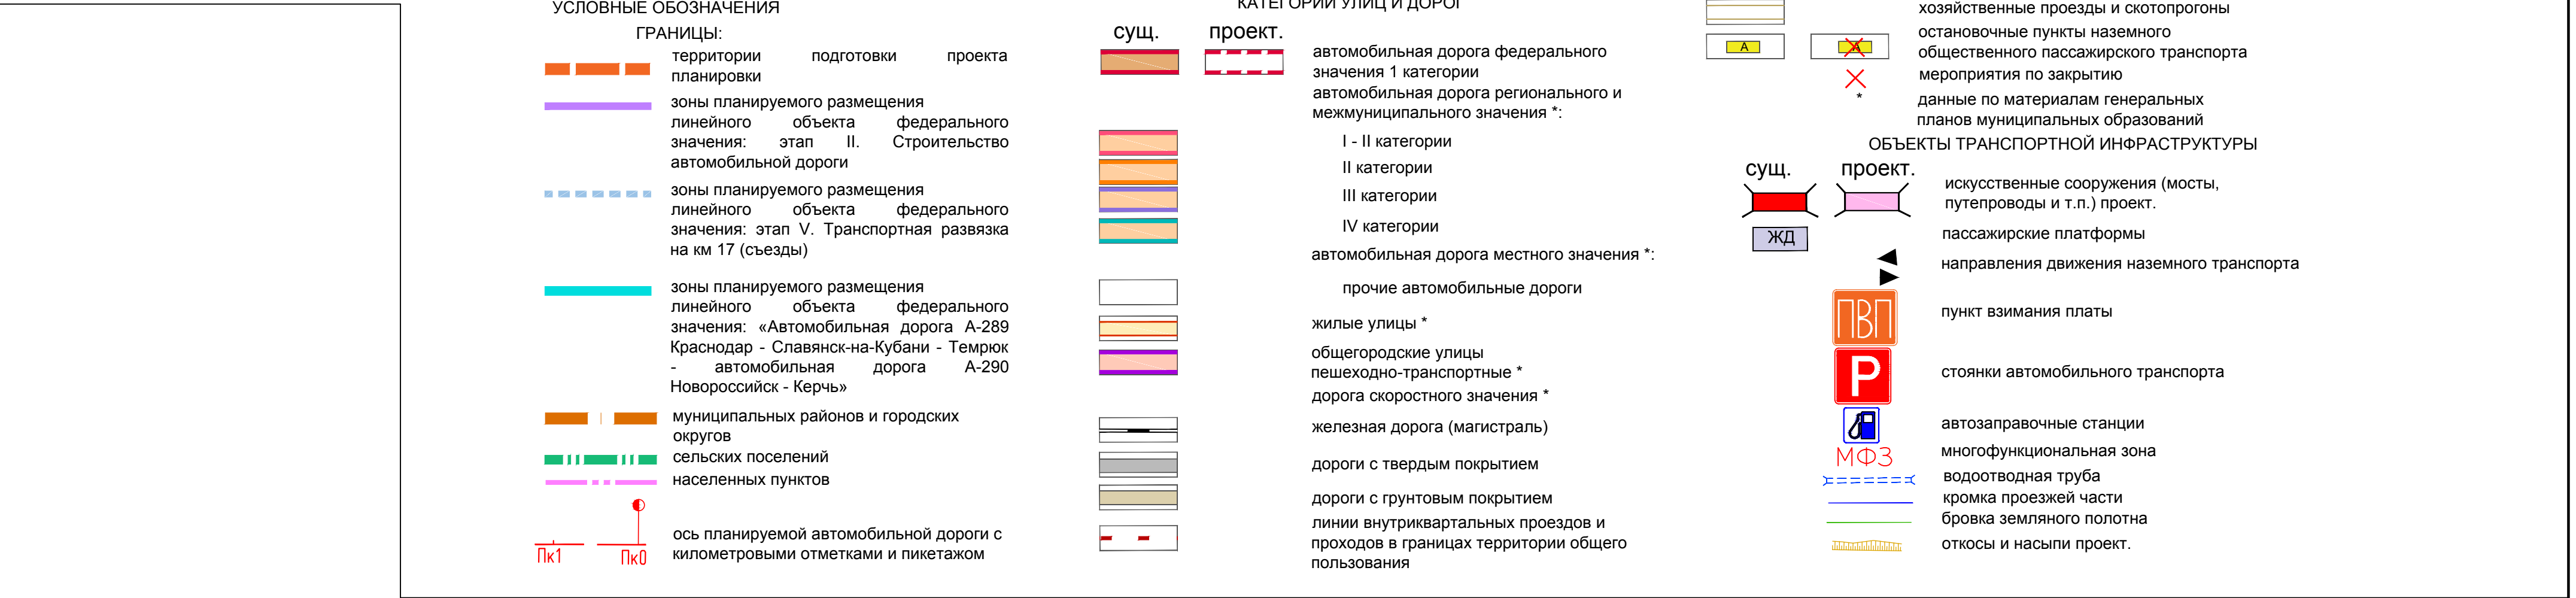 УСЛОВНЫЕ ОБОЗНАЧЕНИЯ
ГРАНИЦЫ:
территории подготовки проекта
планировки
зоны планируемого размещения
линейного объекта федерального
значения: этап II. Строительство
автомобильной дороги
зоны планируемого размещения
линейного объекта федерального
значения: этап V. Транспортная развязка
на км 17 (съезды)
зоны планируемого размещения
линейного объекта федерального
значения: «Автомобильная дорога А-289
Краснодар - Славянск-на-Кубани - Темрюк
- автомобильная дорога А-290
Новороссийск - Керчь»
муниципальных районов и городских
округов
сельских поселений
населенных пунктов
Пк1 Пк0
ось планируемой автомобильной дороги с
километровыми отметками и пикетажом
КАТЕГОРИИ УЛИЦ И ДОРОГ
сущ. проект.
автомобильная дорога федерального
значения 1 категории
автомобильная дорога регионального и
межмуниципального значения *:
I - II категории
II категории
III категории
IV категории
автомобильная дорога местного значения *:
прочие автомобильные дороги
жилые улицы *
общегородские улицы
пешеходно-транспортные *
дорога скоростного значения *
железная дорога (магистраль)
дороги с твердым покрытием
дороги с грунтовым покрытием
линии внутриквартальных проездов и
проходов в границах территории общего
пользования
хозяйственные проезды и скотопрогоны
А А
остановочные пункты наземного
общественного пассажирского транспорта
мероприятия по закрытию
*
данные по материалам генеральных
планов муниципальных образований
ОБЪЕКТЫ ТРАНСПОРТНОЙ ИНФРАСТРУКТУРЫ
сущ. проект.
искусственные сооружения (мосты,
путепроводы и т.п.) проект.
ЖД
пассажирские платформы
направления движения наземного транспорта
ПВП
пункт взимания платы
P
стоянки автомобильного транспорта
автозаправочные станции
МФЗ
многофункциональная зона
водоотводная труба
кромка проезжей части
бровка земляного полотна
откосы и насыпи проект.